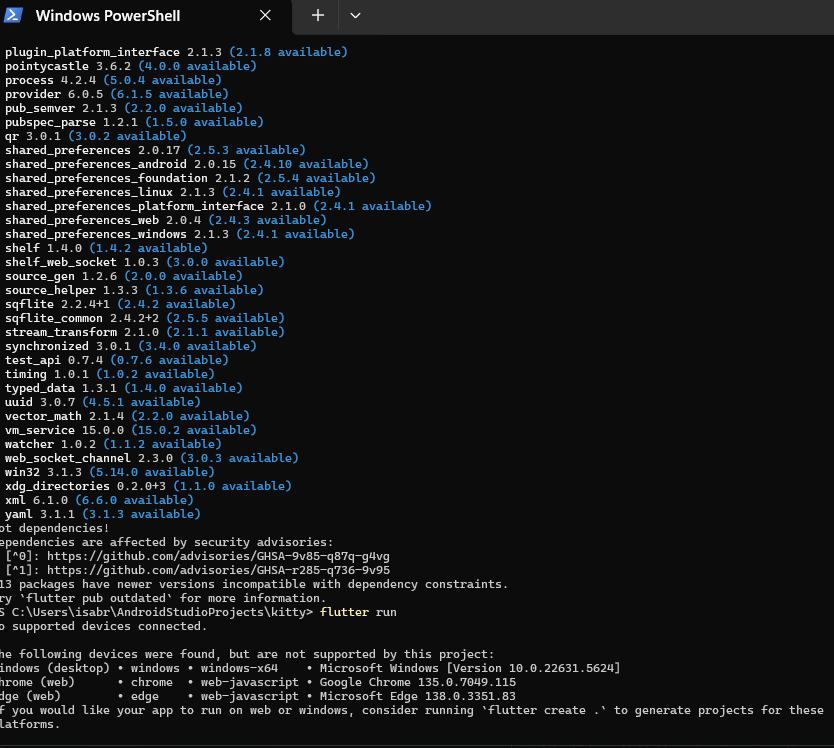 Windows PowerShell
plugin_platform_interface 2.1.3 (2.1.8 available)
pointycastle 3.6.2 (4.0.0 available)
process 4.2.4 (5.0.4 available)
provider 6.0.5 (6.1.5 available)
pub_semver 2.1.3 (2.2.0 available)
pubspec_parse 1.2.1 (1.5.0 available)
qr 3.0.1 (3.0.2 available)
shared_preferences 2.0.17 (2.5.3 available)
shared_preferences_android 2.0.15 (2.4.10 available)
shared_preferences_foundation 2.1.2 (2.5.4 available)
shared_preferences_linux 2.1.3 (2.4.1 available)
shared_preferences_platform_interface 2.1.0 (2.4.1 available)
shared_preferences_web 2.0.4 (2.4.3 available)
shared_preferences_windows 2.1.3 (2.4.1 available)
shelf 1.4.0 (1.4.2 available)
shelf_web_socket 1.0.3 (3.0.0 available)
source_gen 1.2.6 (2.0.0 available)
source_helper 1.3.3 (1.3.6 available)
sqflite 2.2.4+1 (2.4.2 available)
sqflite_common 2.4.2+2 (2.5.5 available)
stream_transform 2.1.0 (2.1.1 available)
synchronized 3.0.1 (3.4.0 available)
test_api 0.7.4 (0.7.6 available)
timing 1.0.1 (1.0.2 available)
typed_data 1.3.1 (1.4.0 available)
uuid 3.0.7 (4.5.1 available)
vector_math 2.1.4 (2.2.0 available)
vm_service 15.0.0 (15.0.2 available)
watcher 1.0.2 (1.1.2 available)
web_socket_channel 2.3.0 (3.0.3 available)
win32 3.1.3 (5.14.0 available)
xdg_directories 0.2.0+3 (1.1.0 available)
xml 6.1.0 (6.6.0 available)
yaml 3.1.1 (3.1.3 available)
ot dependencies!
ependencies are affected by security advisories:
[^0]: https://github.com/advisories/GHSA-9v85-q87q-g4vg
[^1]: https://github.com/advisories/GHSA-r285-q736-9v95
13 packages have newer versions incompatible with dependency constraints.
ry `flutter pub outdated` for more information.
S C:\Users\isabr\AndroidStudioProjects\kitty> flutter run
o supported devices connected.
he following devices were found, but are not supported by this project:
indows (desktop) • windows • windows-x64 • Microsoft Windows [Version 10.0.22631.5624]
hrome (web) • chrome • web-javascript • Google Chrome 135.0.7049.115
dge (web) • edge • web-javascript • Microsoft Edge 138.0.3351.83
f you would like your app to run on web or windows, consider running `flutter create .` to generate projects for these
latforms.